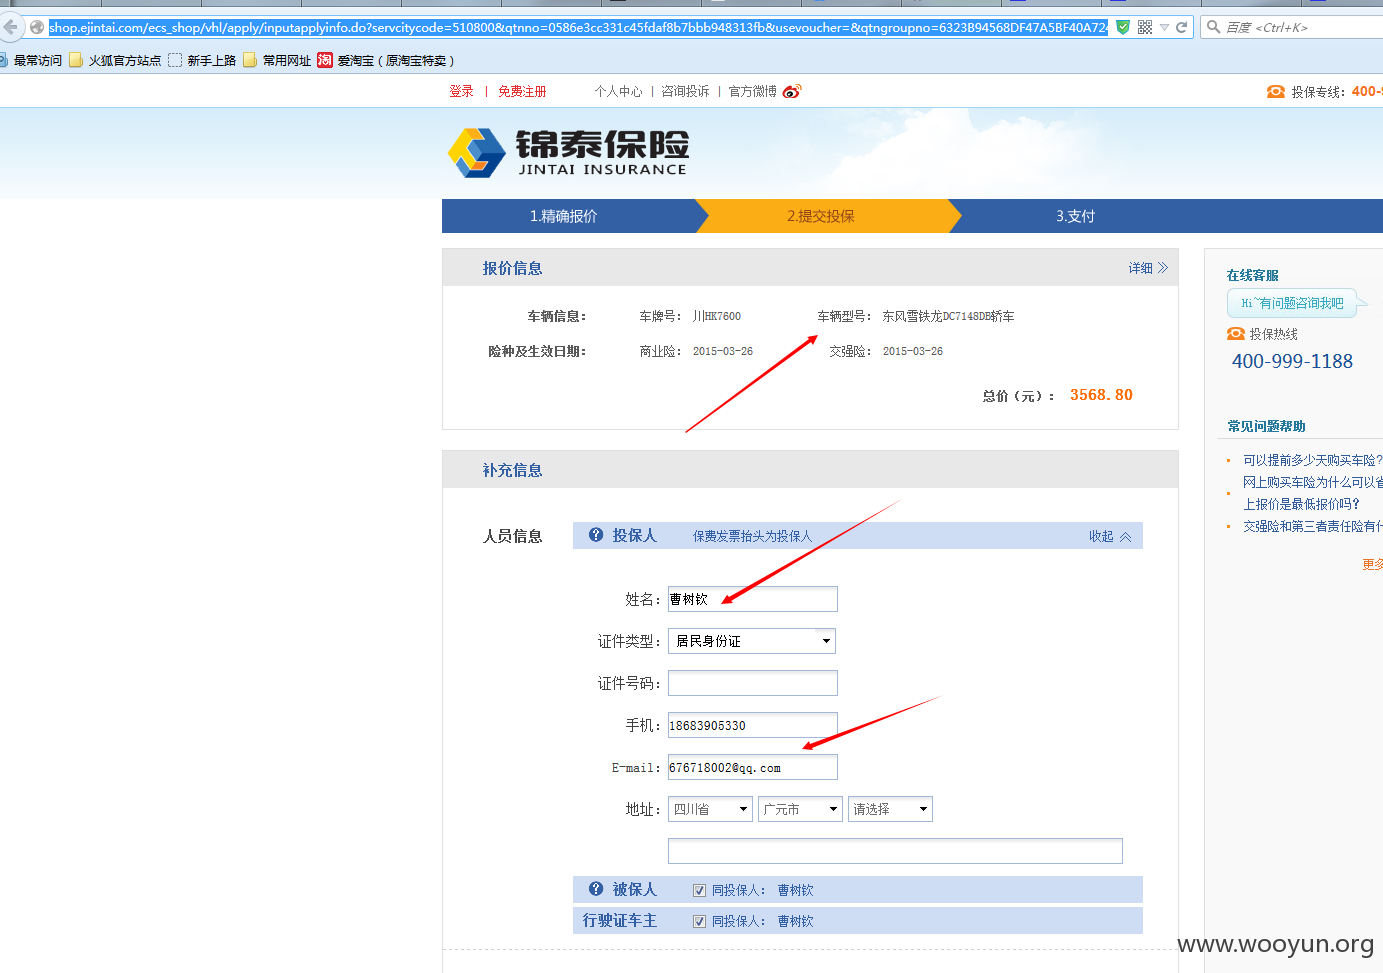 shop.ejintai.com/ecs_shop/vhl/apply/inputapplyinfo.do?servcitycode=510800&qtnno=0586e3cc331c45fdaf8b7bbb948313fb&usevoucher=&qtngroupno=6323B94568DF47A5BF40A72 百度 <Ctrl+K>
最常访问 火狐官方站点 新手上路 常用网址 淘 爱淘宝（原淘宝特卖）
登录 | 免费注册 个人中心 | 咨询投诉 | 官方微博 投保专线：400-
锦泰保险
JINTAI INSURANCE
1.精确报价 2.提交投保 3.支付
报价信息 详细
车辆信息： 车牌号： 川HK7600 车辆型号： 东风雪铁龙DC7148DB轿车
险种及生效日期： 商业险： 2015-03-26 交强险： 2015-03-26
总价（元）： 3568.80
补充信息
人员信息 ? 投保人 保费发票抬头为投保人 收起
姓名： 曹树钦
证件类型： 居民身份证
证件号码：
手机： 18683905330
E-mail： 676718002@qq.com
地址： 四川省 广元市 请选择
? 被保人 同投保人： 曹树钦
行驶证车主 同投保人： 曹树钦
在线客服
Hi~有问题咨询我吧
投保热线
400-999-1188
常见问题帮助
可以提前多少天购买车险?
网上购买车险为什么可以省
上报价是最低报价吗?
交强险和第三者责任险有什
更多
www.wooyun.org